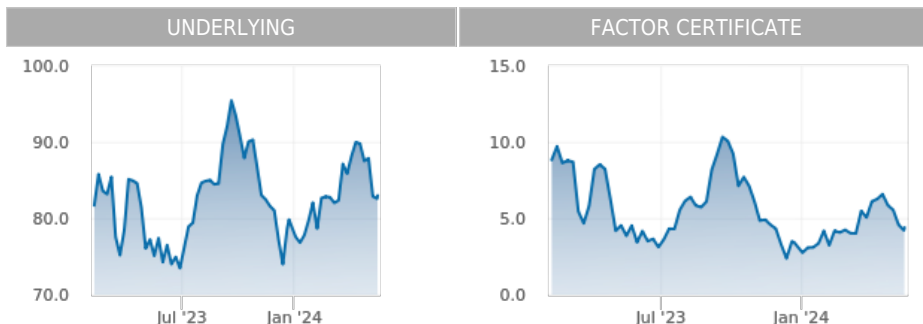 UNDERLYING
100.0
90.0
80.0
70.0
Jul '23 Jan '24
FACTOR CERTIFICATE
15.0
10.0
5.0
0.0
Jul '23 Jan '24